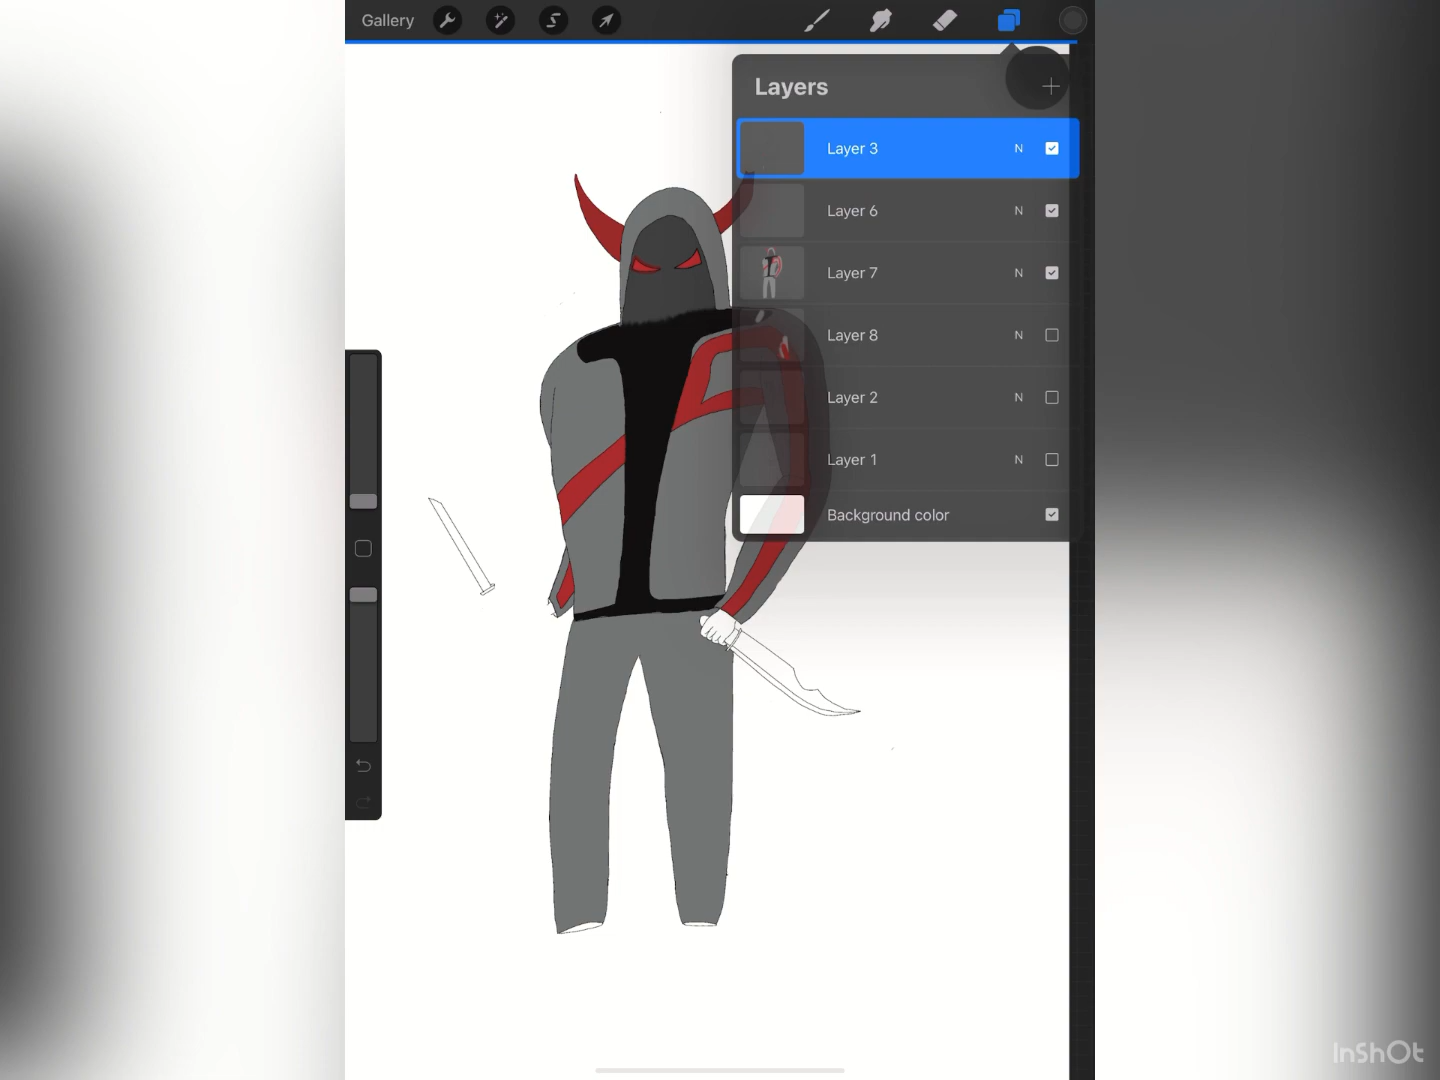 Gallery
Layers
Layer 3 N
Layer 6 N
Layer 7 N
Layer 8 N
Layer 2 N
Layer 1 N
Background color
InShOt